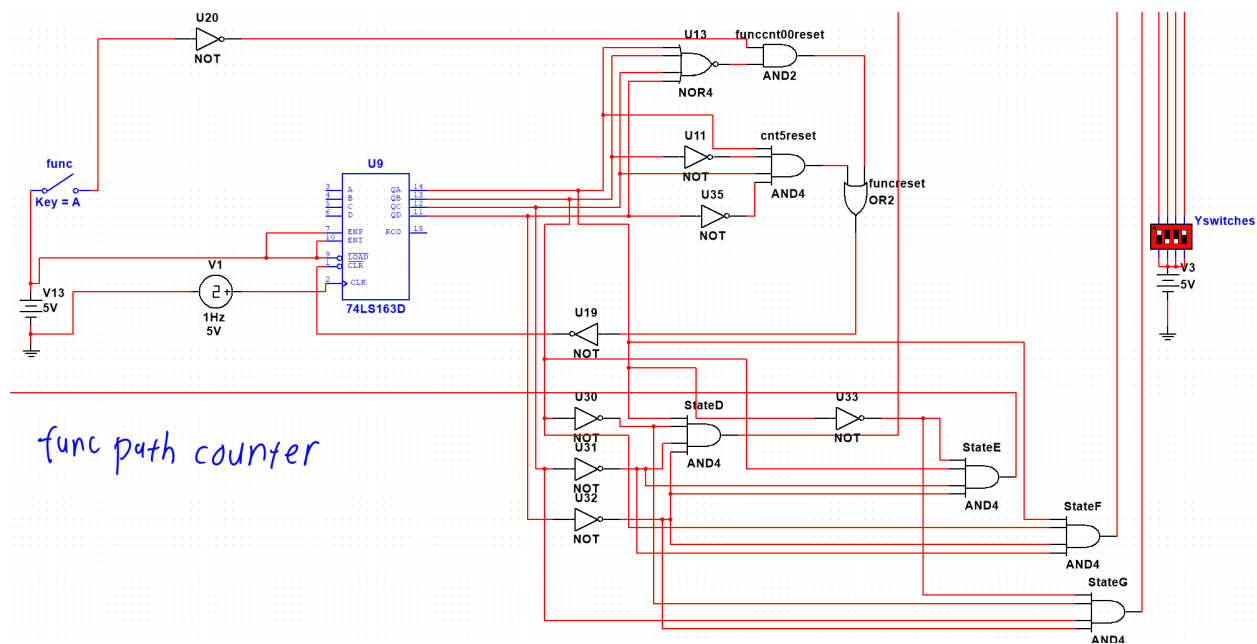 U20
NOT
U13
funccnt00reset
AND2
NOR4
func
Key = A
U9
3 A QA 14
4 B QB 13
5 C QC 12
6 D QD 11
7 ENP RCO 15
10 ENT
9 LOAD
1 CLR
2 CLK
74LS163D
U11
NOT
cnt5reset
AND4
U35
NOT
funcreset
OR2
Yswitches
V3
5V
V13
5V
V1
1Hz
5V
U19
NOT
U30
NOT
StateD
AND4
U33
NOT
U31
NOT
StateE
AND4
U32
NOT
StateF
AND4
StateG
AND4
func path counter